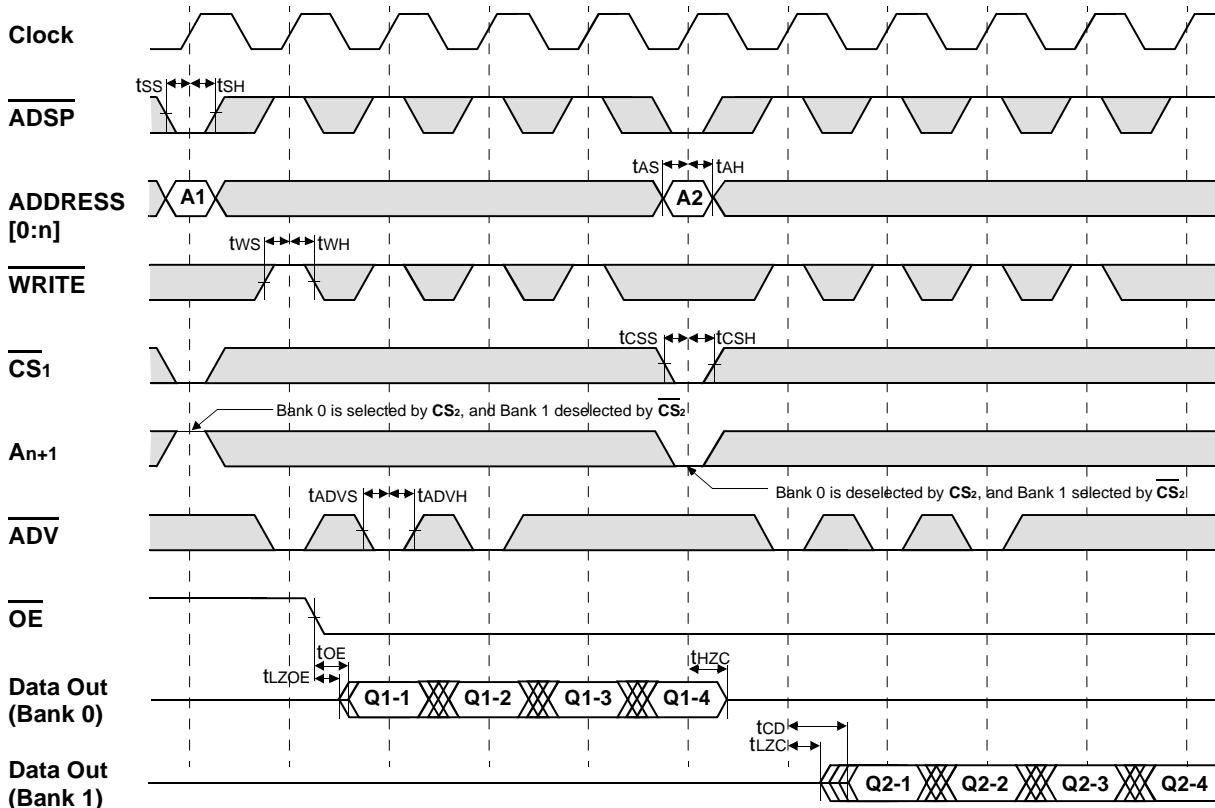 Clock
tSS tSH
ADSP
tAS tAH
ADDRESS
[0:n]
A1 A2
tWS tWH
WRITE
tCSS tCSH
CS1
Bank 0 is selected by CS2, and Bank 1 deselected by CS2
An+1
Bank 0 is deselected by CS2, and Bank 1 selected by CS2
tADVS tADVH
ADV
OE
tOE
tLZOE
tHZC
Data Out
(Bank 0)
Q1-1 Q1-2 Q1-3 Q1-4
tCD
tLZC
Data Out
(Bank 1)
Q2-1 Q2-2 Q2-3 Q2-4